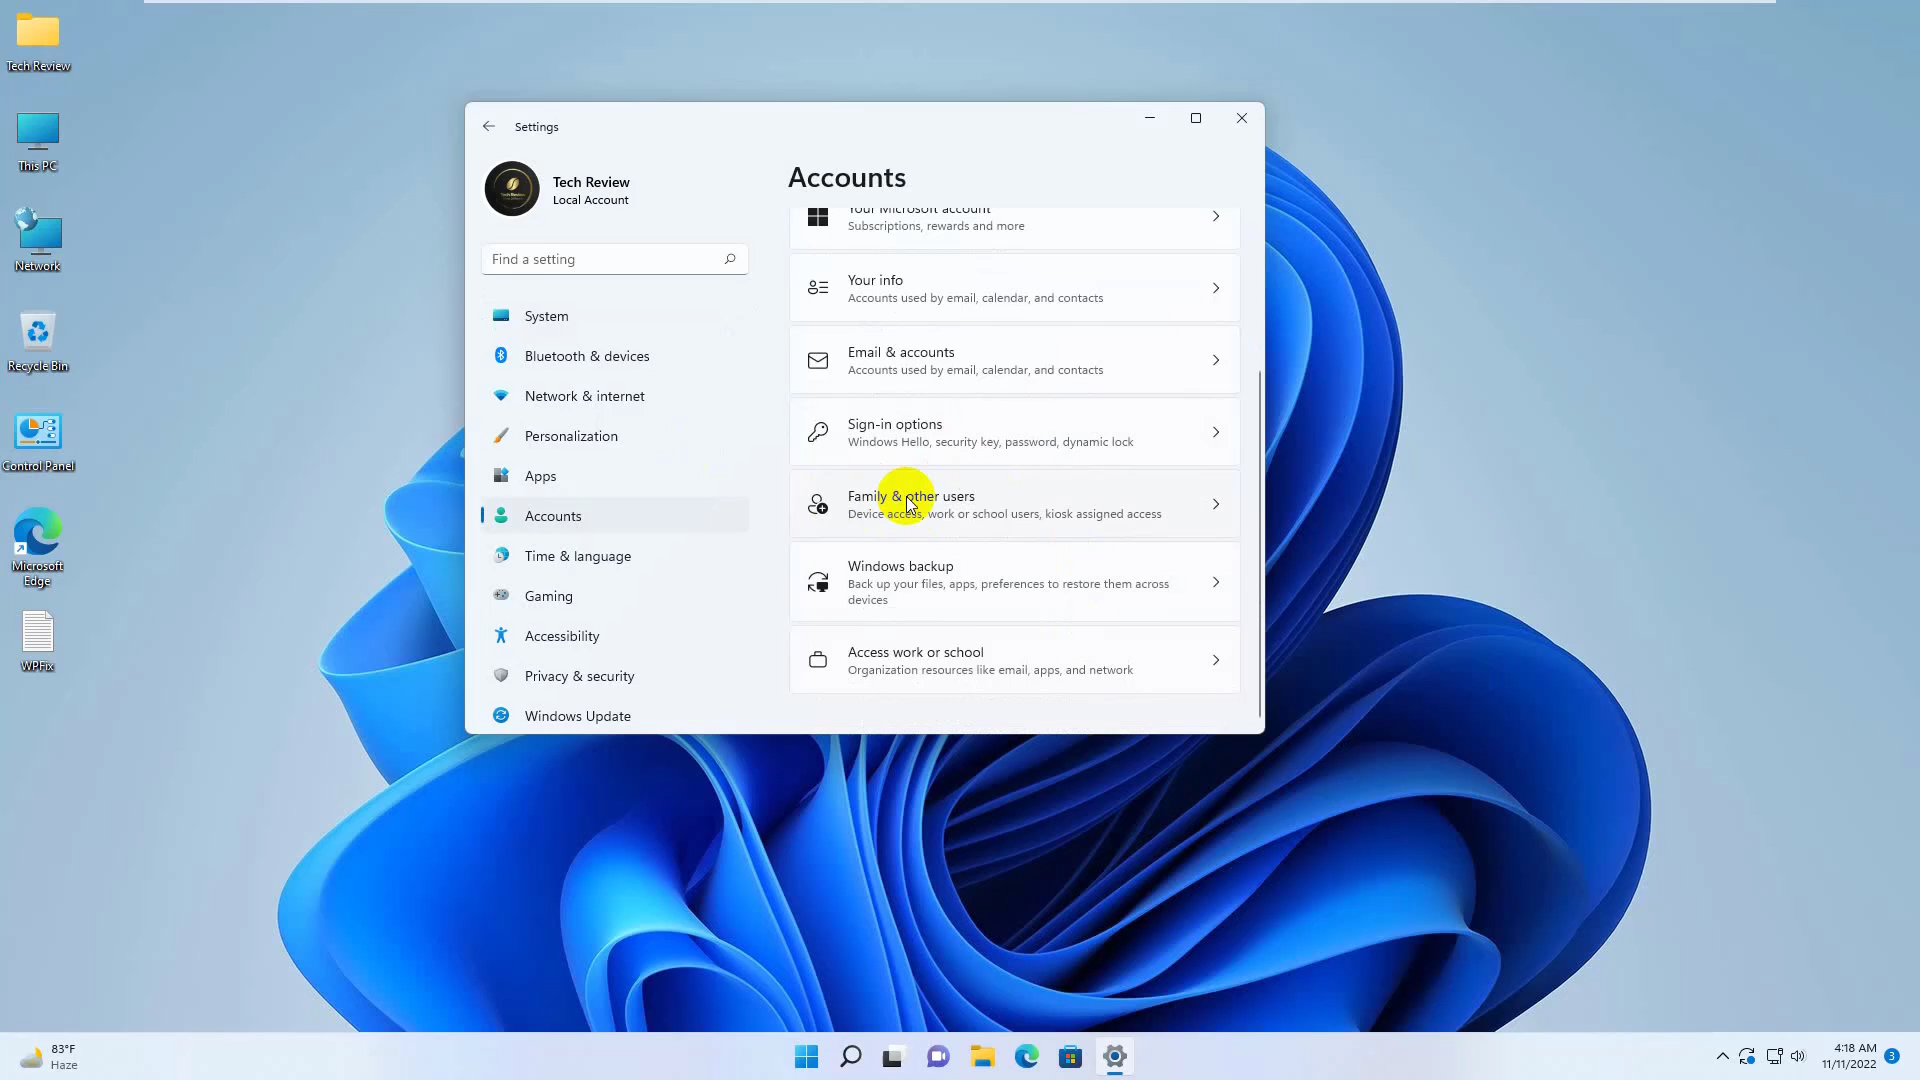 Tech Review
This PC
Network
Recycle Bin
Control Panel
Microsoft
Edge
WPFix
Settings
Tech Review
Local Account
Find a setting
System
Bluetooth & devices
Network & internet
Personalization
Apps
Accounts
Time & language
Gaming
Accessibility
Privacy & security
Windows Update
Accounts
Your Microsoft account
Subscriptions, rewards and more
Your info
Accounts used by email, calendar, and contacts
Email & accounts
Accounts used by email, calendar, and contacts
Sign-in options
Windows Hello, security key, password, dynamic lock
Family & other users
Device access, work or school users, kiosk assigned access
Windows backup
Back up your files, apps, preferences to restore them across
devices
Access work or school
Organization resources like email, apps, and network
83°F
Haze
4:18 AM
11/11/2022
3